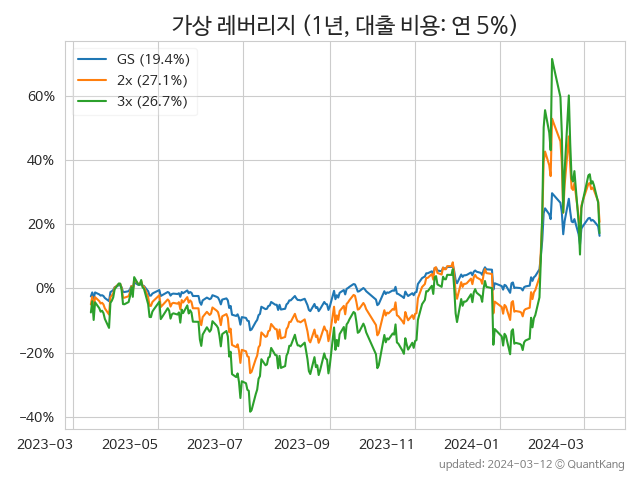 가상 레버리지 (1년, 대출 비용: 연 5%)
GS (19.4%)
2x (27.1%)
3x (26.7%)
60%
40%
20%
0%
−20%
−40%
2023-03 2023-05 2023-07 2023-09 2023-11 2024-01 2024-03
updated: 2024-03-12 © QuantKang